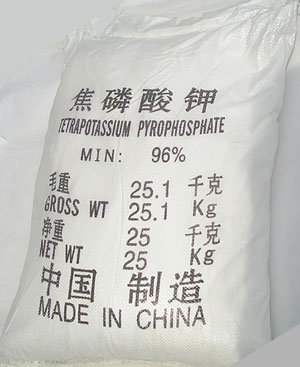 焦磷酸钾
TETRAPOTASSIUM PYROPHOSPHATE
MIN: 96%
毛重 25.1 千克
GROSS WT 25.1 Kg
净重 25 千克
NET WT 25 Kg
中国 制造
MADE IN CHINA